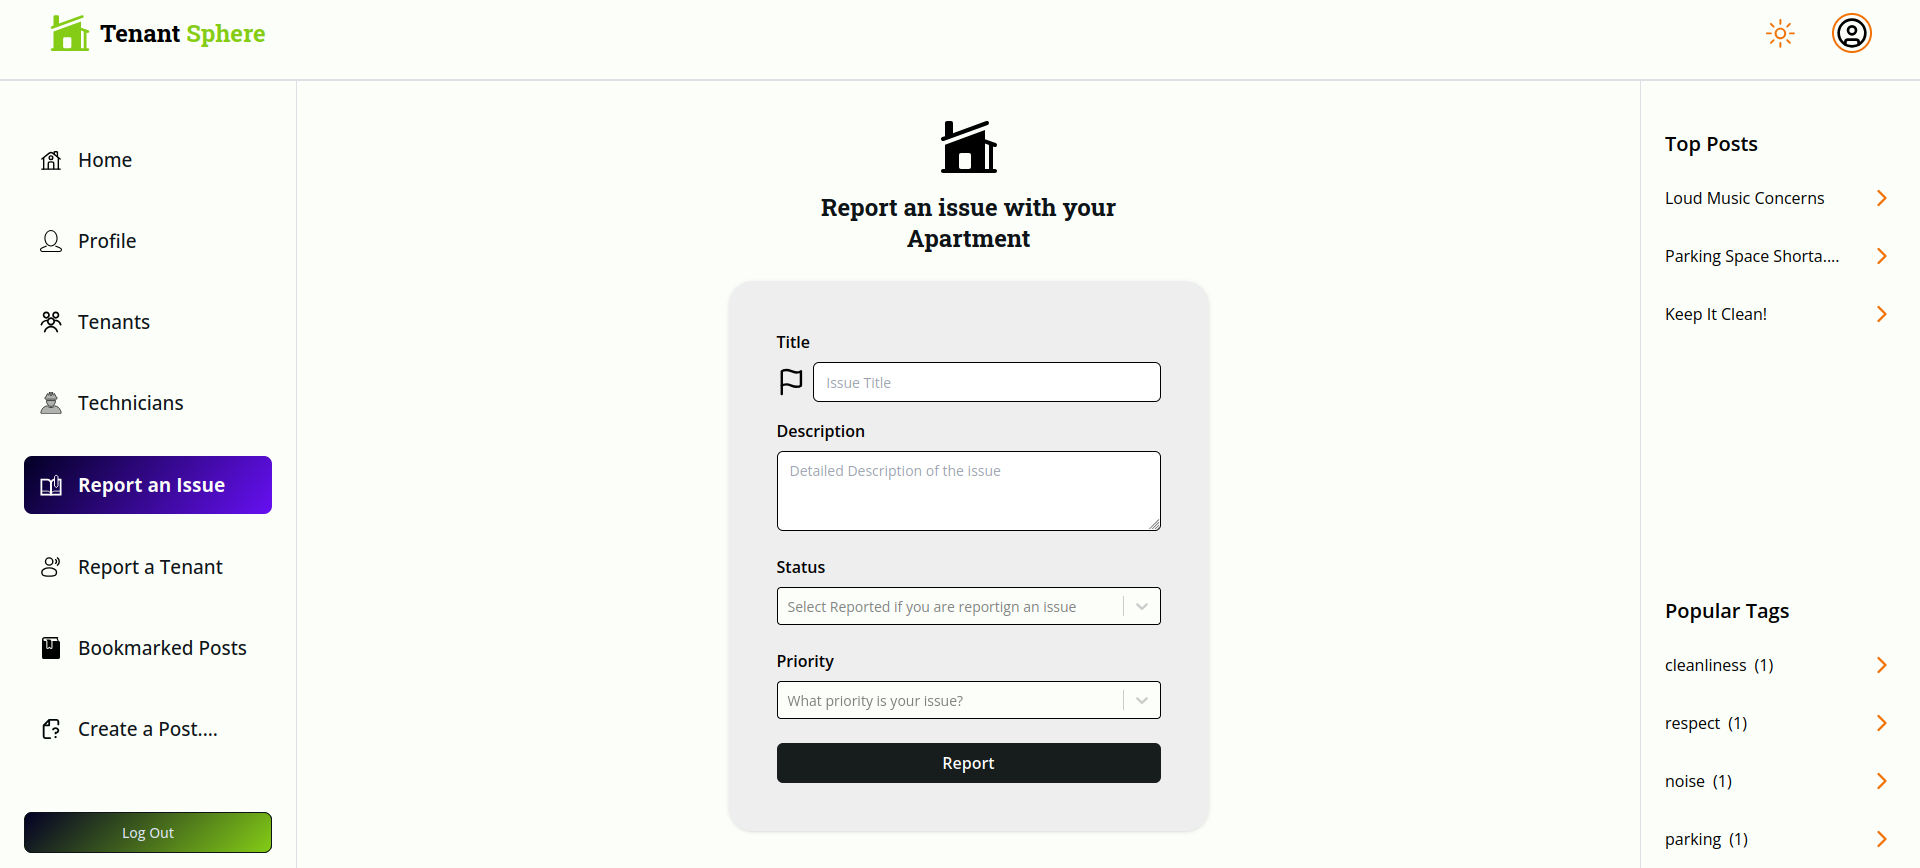 Tenant Sphere
Home
Profile
Tenants
Technicians
Report an Issue
Report a Tenant
Bookmarked Posts
Create a Post....
Log Out
Report an issue with your
Apartment
Title
Issue Title
Description
Detailed Description of the issue
Status
Select Reported if you are reportign an issue
Priority
What priority is your issue?
Report
Top Posts
Loud Music Concerns
Parking Space Shorta....
Keep It Clean!
Popular Tags
cleanliness (1)
respect (1)
noise (1)
parking (1)